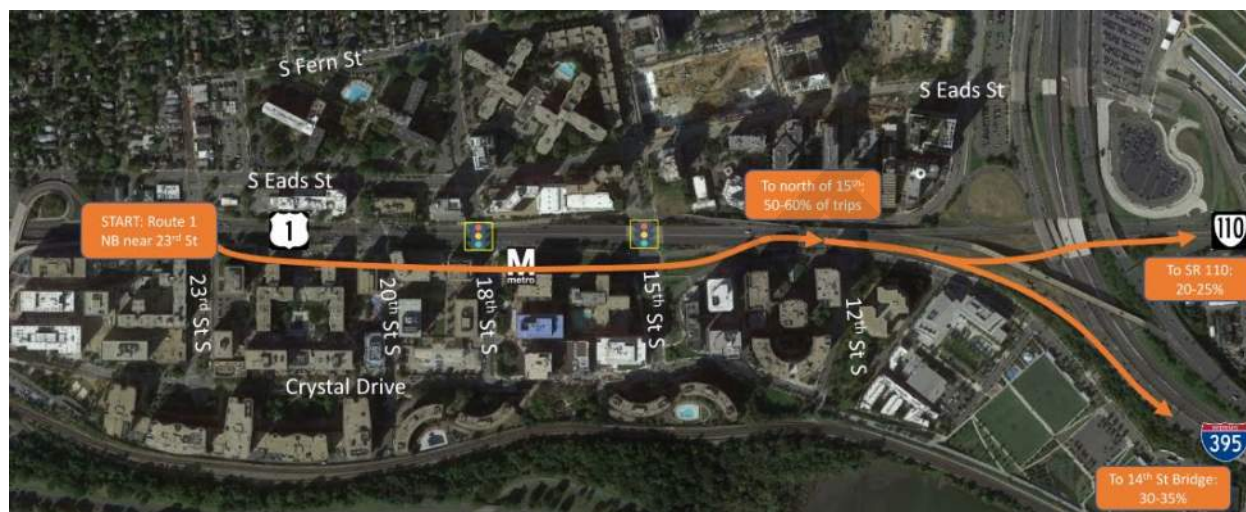 S Fern St
S Eads St
S Eads St
To north of 15th:
50-60% of trips
START: Route 1
NB near 23rd St
1
110
M
metro
To SR 110:
20-25%
23rd St S
20th St S
18th St S
15th St S
12th St S
Crystal Drive
395
To 14th St Bridge:
30-35%